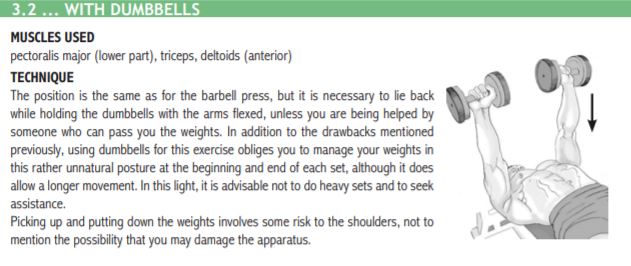 3.2 ... WITH DUMBBELLS
MUSCLES USED
pectoralis major (lower part), triceps, deltoids (anterior)
TECHNIQUE
The position is the same as for the barbell press, but it is necessary to lie back
while holding the dumbbells with the arms flexed, unless you are being helped by
someone who can pass you the weights. In addition to the drawbacks mentioned
previously, using dumbbells for this exercise obliges you to manage your weights in
this rather unnatural posture at the beginning and end of each set, although it does
allow a longer movement. In this light, it is advisable not to do heavy sets and to seek
assistance.
Picking up and putting down the weights involves some risk to the shoulders, not to
mention the possibility that you may damage the apparatus.